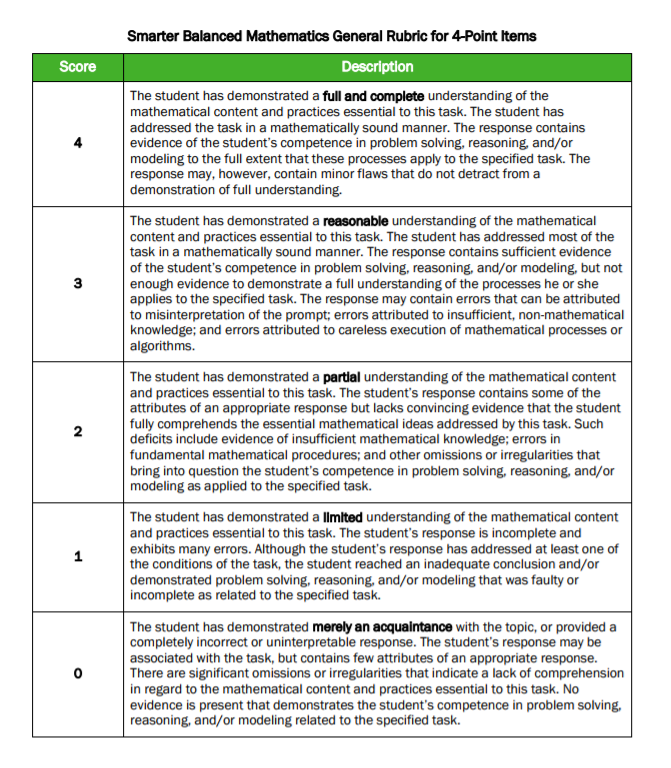 Smarter Balanced Mathematics General Rubric for 4-Point Items
Score
Description
4
The student has demonstrated a full and complete understanding of the
mathematical content and practices essential to this task. The student has
addressed the task in a mathematically sound manner. The response contains
evidence of the student's competence in problem solving, reasoning, and/or
modeling to the full extent that these processes apply to the specified task. The
response may, however, contain minor flaws that do not detract from a
demonstration of full understanding.
3
The student has demonstrated a reasonable understanding of the mathematical
content and practices essential to this task. The student has addressed most of the
task in a mathematically sound manner. The response contains sufficient evidence
of the student's competence in problem solving, reasoning, and/or modeling, but not
enough evidence to demonstrate a full understanding of the processes he or she
applies to the specified task. The response may contain errors that can be attributed
to misinterpretation of the prompt; errors attributed to insufficient, non-mathematical
knowledge; and errors attributed to careless execution of mathematical processes or
algorithms.
2
The student has demonstrated a partial understanding of the mathematical content
and practices essential to this task. The student's response contains some of the
attributes of an appropriate response but lacks convincing evidence that the student
fully comprehends the essential mathematical ideas addressed by this task. Such
deficits include evidence of insufficient mathematical knowledge; errors in
fundamental mathematical procedures; and other omissions or irregularities that
bring into question the student's competence in problem solving, reasoning, and/or
modeling as applied to the specified task.
1
The student has demonstrated a limited understanding of the mathematical content
and practices essential to this task. The student's response is incomplete and
exhibits many errors. Although the student's response has addressed at least one of
the conditions of the task, the student reached an inadequate conclusion and/or
demonstrated problem solving, reasoning, and/or modeling that was faulty or
incomplete as related to the specified task.
0
The student has demonstrated merely an acquaintance with the topic, or provided a
completely incorrect or uninterpretable response. The student's response may be
associated with the task, but contains few attributes of an appropriate response.
There are significant omissions or irregularities that indicate a lack of comprehension
in regard to the mathematical content and practices essential to this task. No
evidence is present that demonstrates the student's competence in problem solving,
reasoning, and/or modeling related to the specified task.